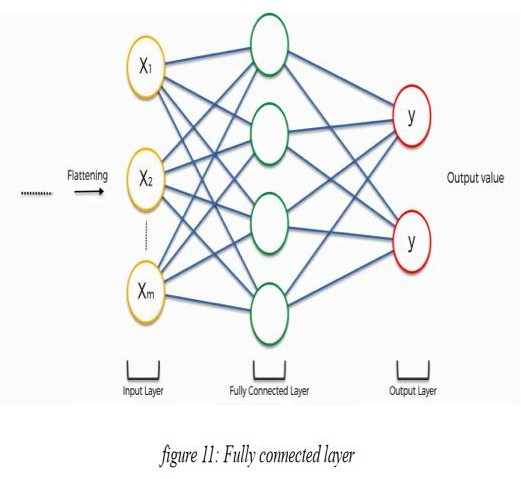 X1
X2
Xm
Flattening
y
y
Output value
Input Layer
Fully Connected Layer
Output Layer
figure 11: Fully connected layer